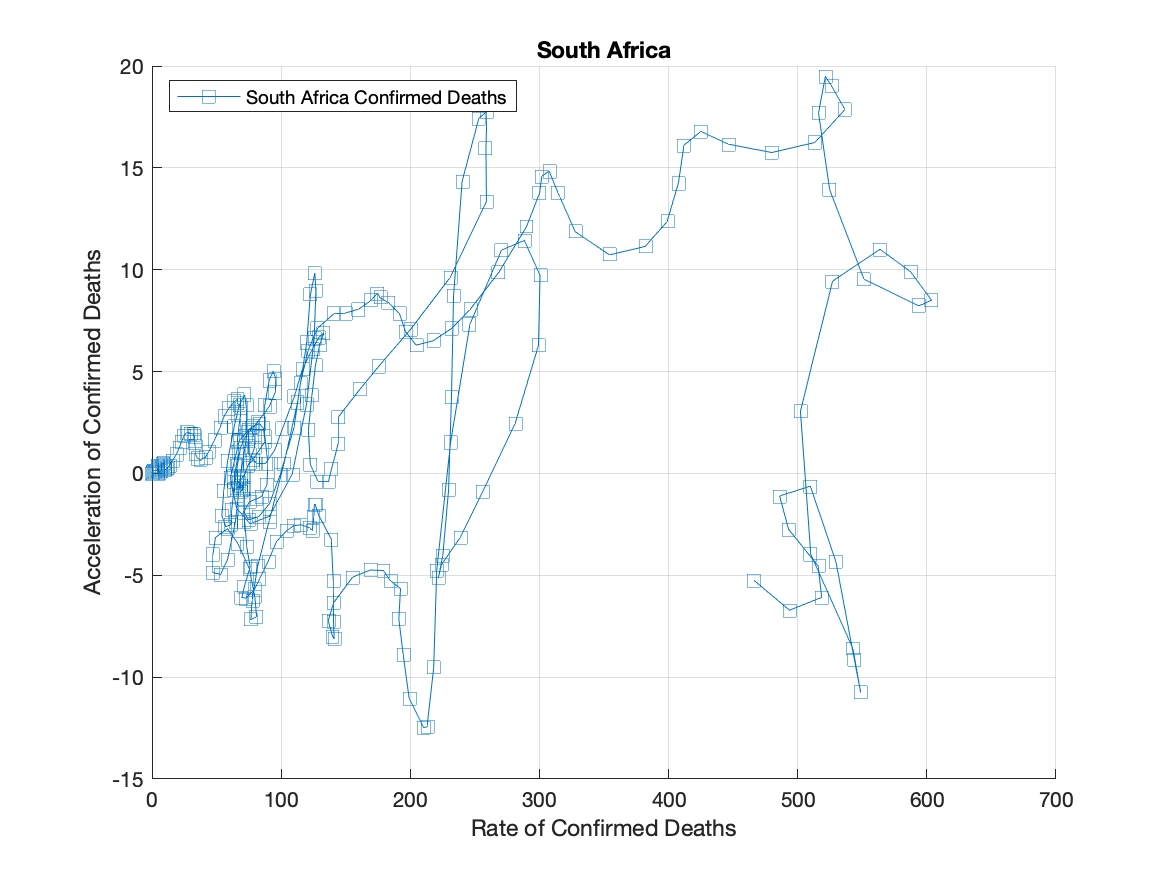 South Africa
South Africa Confirmed Deaths
20
15
10
5
0
-5
-10
-15
0 100 200 300 400 500 600 700
Acceleration of Confirmed Deaths
Rate of Confirmed Deaths